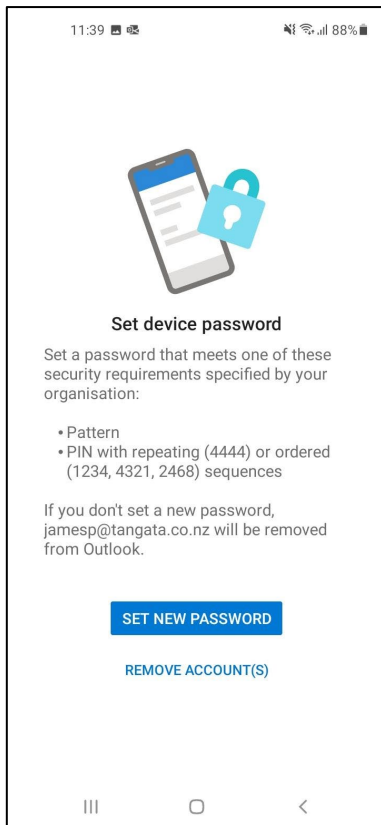 11:39 88%
Set device password
Set a password that meets one of these
security requirements specified by your
organisation:
• Pattern
• PIN with repeating (4444) or ordered
(1234, 4321, 2468) sequences
If you don't set a new password,
jamesp@tangata.co.nz will be removed
from Outlook.
SET NEW PASSWORD
REMOVE ACCOUNT(S)